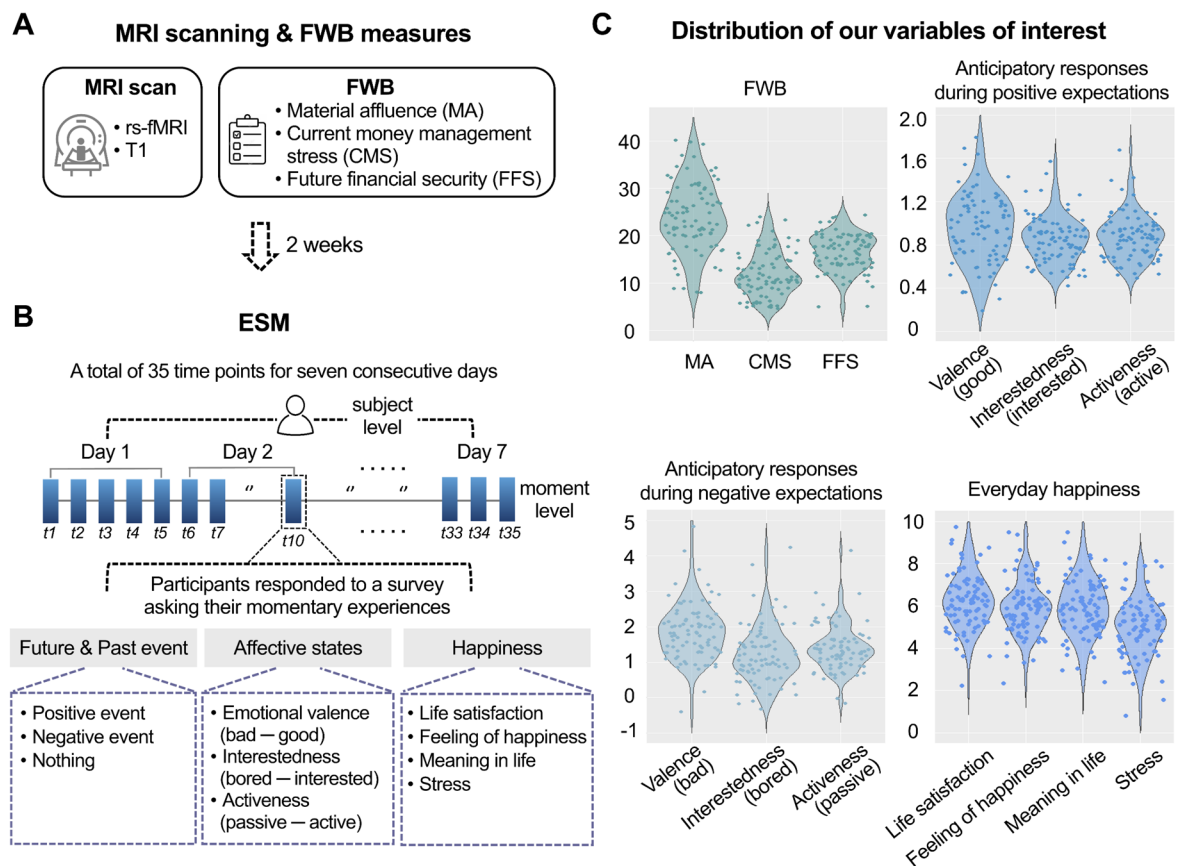 A
MRI scanning & FWB measures
MRI scan
• rs-fMRI
• T1
FWB
• Material affluence (MA)
• Current money management
stress (CMS)
• Future financial security (FFS)
2 weeks
B
ESM
A total of 35 time points for seven consecutive days
subject
level
Day 1
Day 2
.....
Day 7
moment
level
t1 t2 t3 t4 t5 t6 t7 t10 ..... t33 t34 t35
Participants responded to a survey
asking their momentary experiences
Future & Past event
• Positive event
• Negative event
• Nothing
Affective states
• Emotional valence
(bad — good)
• Interestedness
(bored — interested)
• Activeness
(passive — active)
Happiness
• Life satisfaction
• Feeling of happiness
• Meaning in life
• Stress
C
Distribution of our variables of interest
FWB
40
30
20
10
0
MA CMS FFS
Anticipatory responses
during positive expectations
2.0
1.6
1.2
0.8
0.4
0
Valence
(good)
Interestedness
(interested)
Activeness
(active)
Anticipatory responses
during negative expectations
5
4
3
2
1
0
-1
Valence
(bad)
Interestedness
(bored)
Activeness
(passive)
Everyday happiness
10
8
6
4
2
0
Life satisfaction
Feeling of happiness
Meaning in life
Stress